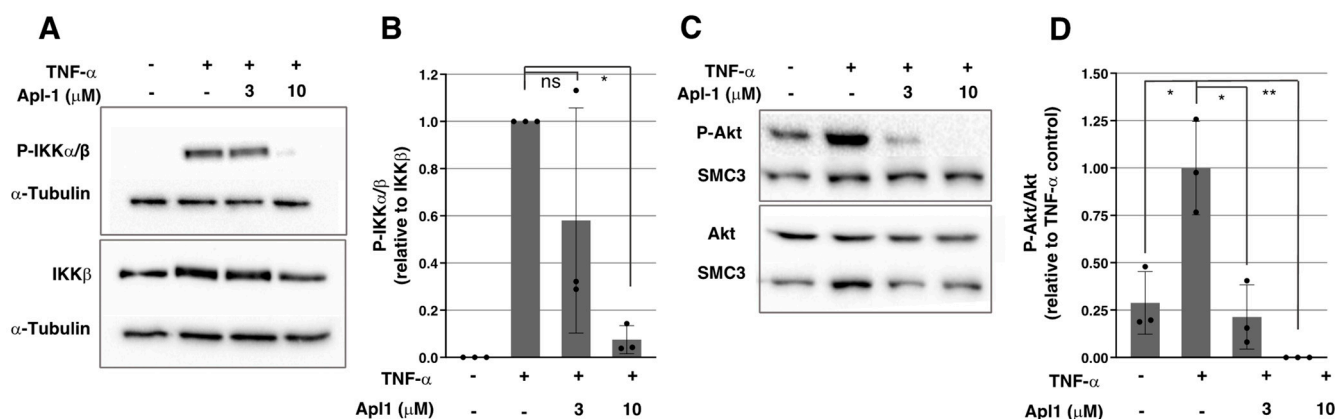 A
TNF-α - + + +
Apl-1 (μM) - - 3 10
P-IKKα/β
α-Tubulin
IKKβ
α-Tubulin
B
P-IKKα/β
(relative to IKKβ)
1.2
1.0
0.8
0.6
0.4
0.2
0.0
ns
*
TNF-α - + + +
Apl1 (μM) - - 3 10
C
TNF-α - + + +
Apl-1 (μM) - - 3 10
P-Akt
SMC3
Akt
SMC3
D
P-Akt/Akt
(relative to TNF-α control)
1.50
1.25
1.00
0.75
0.50
0.25
0.00
* * **
TNF-α - + + +
Apl1 (μM) - - 3 10